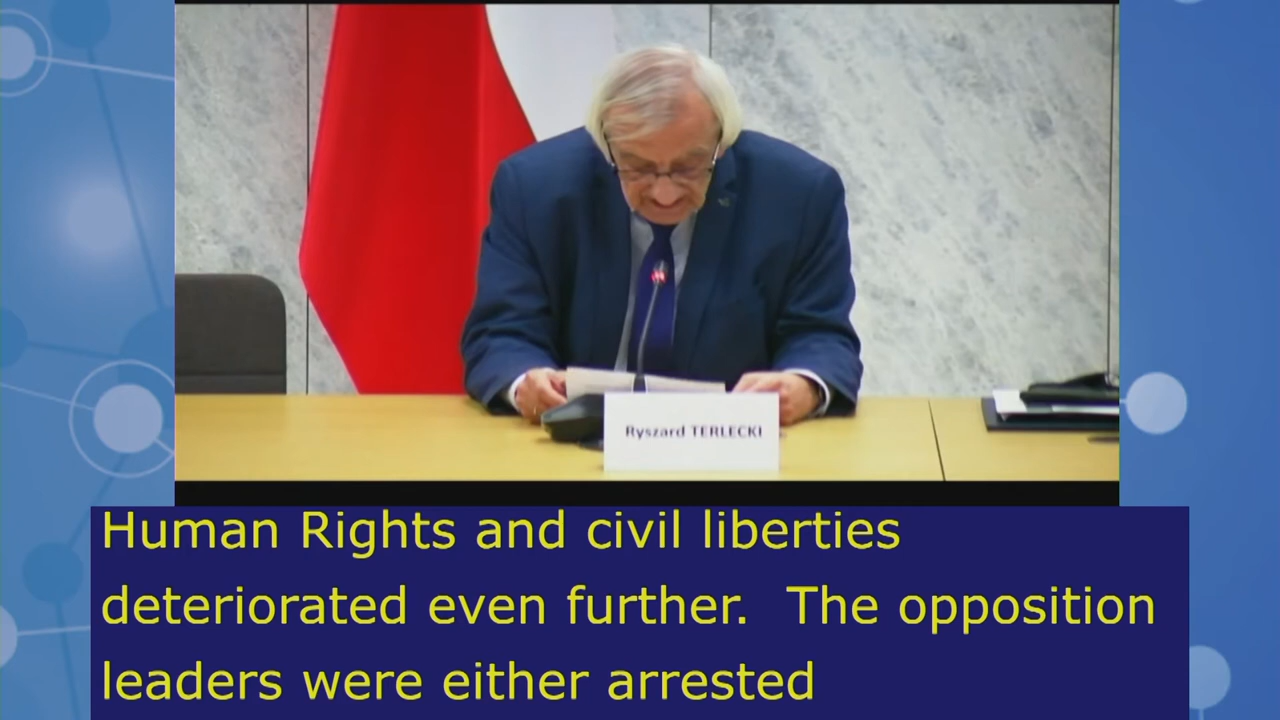 Ryszard TERLECKI
Human Rights and civil liberties
deteriorated even further.  The opposition
leaders were either arrested